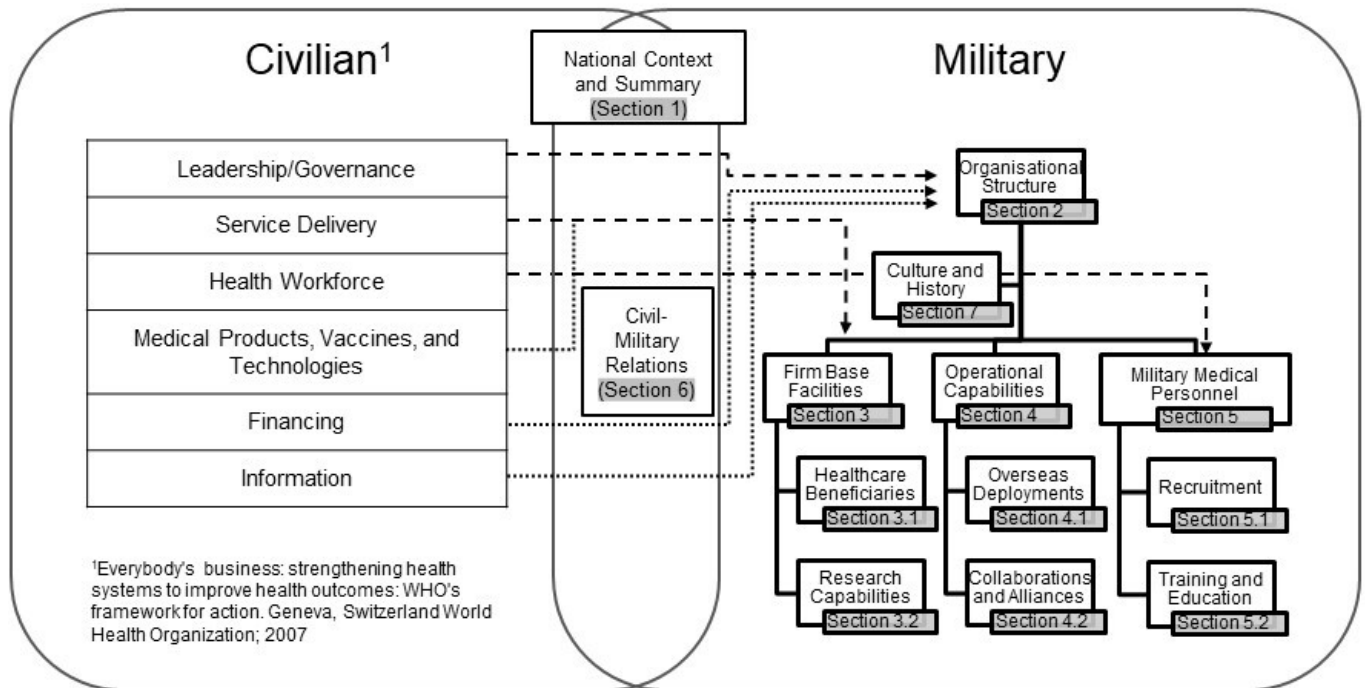 Civilian¹
Military
National Context
and Summary
(Section 1)
Leadership/Governance
Service Delivery
Health Workforce
Medical Products, Vaccines, and
Technologies
Financing
Information
Civil-
Military
Relations
(Section 6)
Organisational
Structure
Section 2
Culture and
History
Section 7
Firm Base
Facilities
Section 3
Operational
Capabilities
Section 4
Military Medical
Personnel
Section 5
Healthcare
Beneficiaries
Section 3.1
Overseas
Deployments
Section 4.1
Recruitment
Section 5.1
Research
Capabilities
Section 3.2
Collaborations
and Alliances
Section 4.2
Training and
Education
Section 5.2
¹Everybody's business: strengthening health
systems to improve health outcomes: WHO's
framework for action. Geneva, Switzerland World
Health Organization; 2007